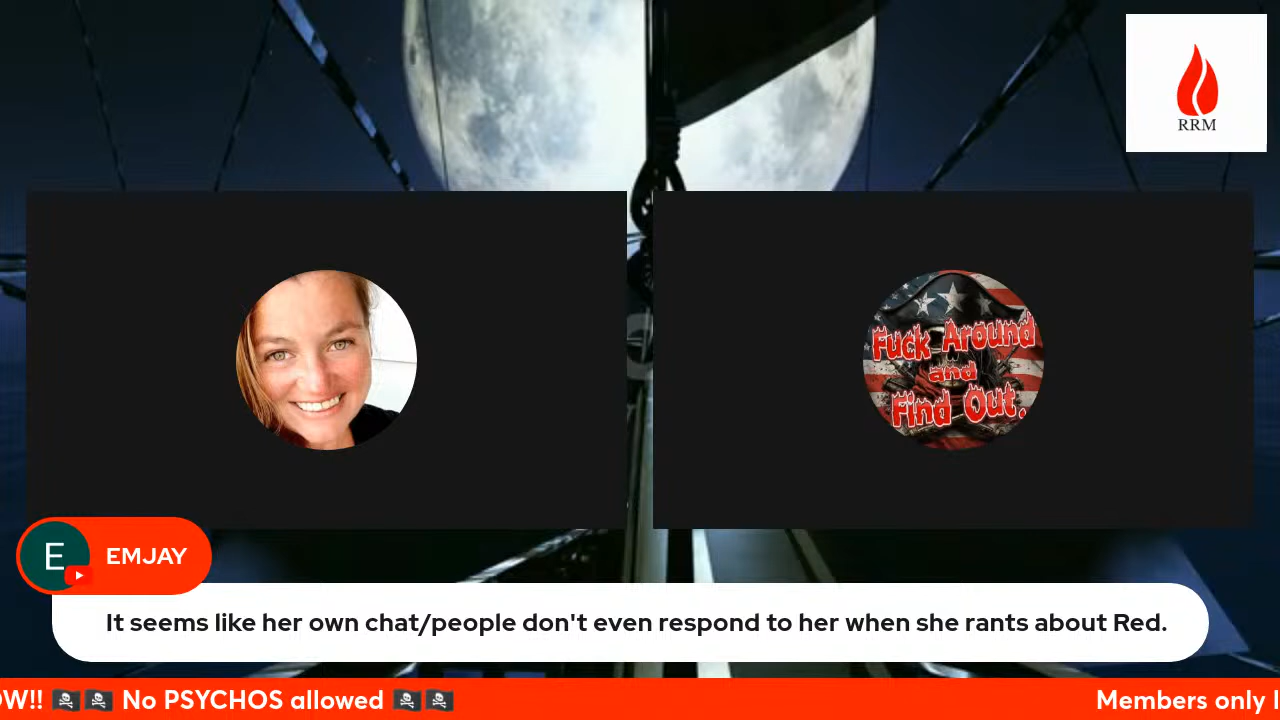 RRM
Fuck Around
and
Find Out.
E
EMJAY
It seems like her own chat/people don't even respond to her when she rants about Red.
OW!! 🏴‍☠️🏴‍☠️ No PSYCHOS allowed 🏴‍☠️🏴‍☠️ Members only l